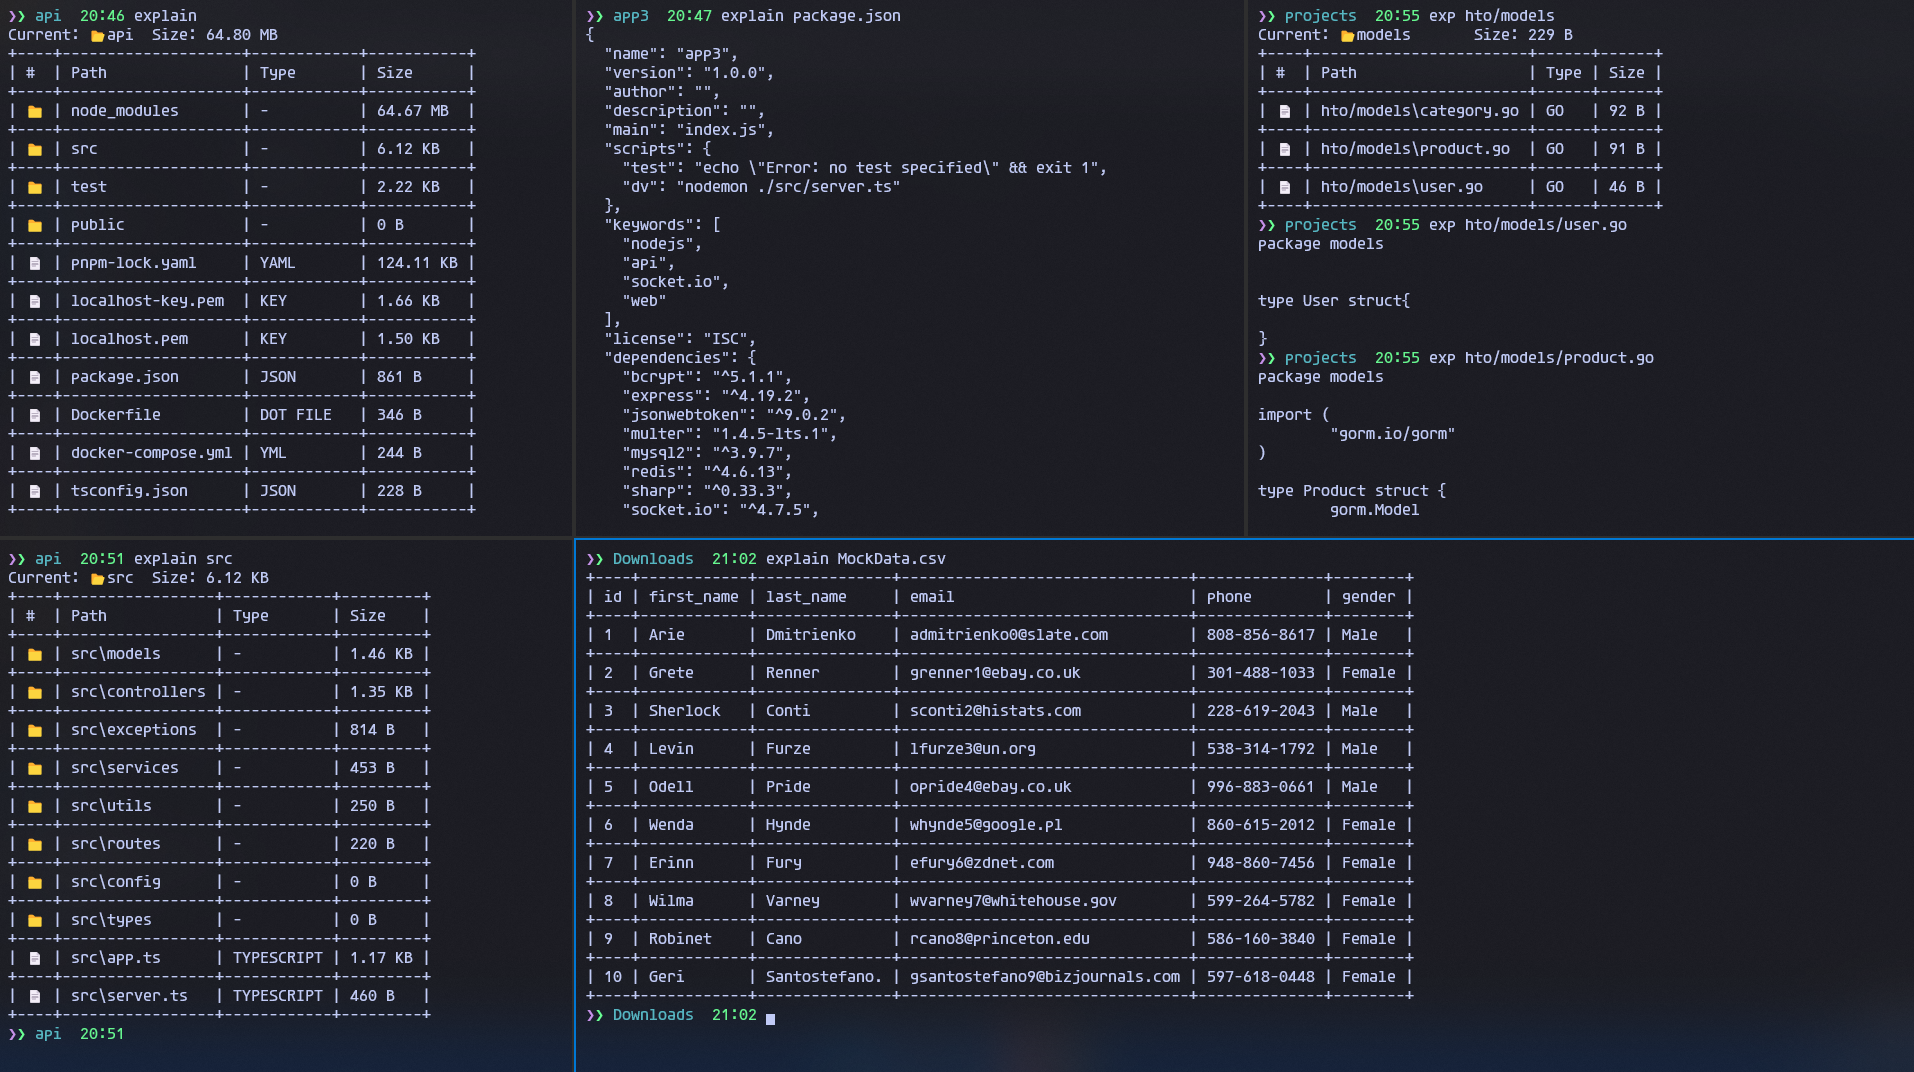 ❯❯ api  20:46 explain
Current: 📂api  Size: 64.80 MB
+----+--------------------+------------+-----------+
| #  | Path               | Type       | Size      |
+----+--------------------+------------+-----------+
| 📁 | node_modules       | -          | 64.67 MB  |
+----+--------------------+------------+-----------+
| 📁 | src                | -          | 6.12 KB   |
+----+--------------------+------------+-----------+
| 📁 | test               | -          | 2.22 KB   |
+----+--------------------+------------+-----------+
| 📁 | public             | -          | 0 B       |
+----+--------------------+------------+-----------+
| 📄 | pnpm-lock.yaml     | YAML       | 124.11 KB |
+----+--------------------+------------+-----------+
| 📄 | localhost-key.pem  | KEY        | 1.66 KB   |
+----+--------------------+------------+-----------+
| 📄 | localhost.pem      | KEY        | 1.50 KB   |
+----+--------------------+------------+-----------+
| 📄 | package.json       | JSON       | 861 B     |
+----+--------------------+------------+-----------+
| 📄 | Dockerfile         | DOT FILE   | 346 B     |
+----+--------------------+------------+-----------+
| 📄 | docker-compose.yml | YML        | 244 B     |
+----+--------------------+------------+-----------+
| 📄 | tsconfig.json      | JSON       | 228 B     |
+----+--------------------+------------+-----------+
❯❯ app3  20:47 explain package.json
{
  "name": "app3",
  "version": "1.0.0",
  "author": "",
  "description": "",
  "main": "index.js",
  "scripts": {
    "test": "echo \"Error: no test specified\" && exit 1",
    "dv": "nodemon ./src/server.ts"
  },
  "keywords": [
    "nodejs",
    "api",
    "socket.io",
    "web"
  ],
  "license": "ISC",
  "dependencies": {
    "bcrypt": "^5.1.1",
    "express": "^4.19.2",
    "jsonwebtoken": "^9.0.2",
    "multer": "1.4.5-lts.1",
    "mysql2": "^3.9.7",
    "redis": "^4.6.13",
    "sharp": "^0.33.3",
    "socket.io": "^4.7.5",
❯❯ projects  20:55 exp hto/models
Current: 📂models       Size: 229 B
+----+------------------------+------+------+
| #  | Path                   | Type | Size |
+----+------------------------+------+------+
| 📄 | hto/models\category.go | GO   | 92 B |
+----+------------------------+------+------+
| 📄 | hto/models\product.go  | GO   | 91 B |
+----+------------------------+------+------+
| 📄 | hto/models\user.go     | GO   | 46 B |
+----+------------------------+------+------+
❯❯ projects  20:55 exp hto/models/user.go
package models
type User struct{
}
❯❯ projects  20:55 exp hto/models/product.go
package models
import (
        "gorm.io/gorm"
)
type Product struct {
        gorm.Model
❯❯ api  20:51 explain src
Current: 📂src  Size: 6.12 KB
+----+-----------------+------------+---------+
| #  | Path            | Type       | Size    |
+----+-----------------+------------+---------+
| 📁 | src\models      | -          | 1.46 KB |
+----+-----------------+------------+---------+
| 📁 | src\controllers | -          | 1.35 KB |
+----+-----------------+------------+---------+
| 📁 | src\exceptions  | -          | 814 B   |
+----+-----------------+------------+---------+
| 📁 | src\services    | -          | 453 B   |
+----+-----------------+------------+---------+
| 📁 | src\utils       | -          | 250 B   |
+----+-----------------+------------+---------+
| 📁 | src\routes      | -          | 220 B   |
+----+-----------------+------------+---------+
| 📁 | src\config      | -          | 0 B     |
+----+-----------------+------------+---------+
| 📁 | src\types       | -          | 0 B     |
+----+-----------------+------------+---------+
| 📄 | src\app.ts      | TYPESCRIPT | 1.17 KB |
+----+-----------------+------------+---------+
| 📄 | src\server.ts   | TYPESCRIPT | 460 B   |
+----+-----------------+------------+---------+
❯❯ api  20:51
❯❯ Downloads  21:02 explain MockData.csv
+----+------------+---------------+--------------------------------+--------------+--------+
| id | first_name | last_name     | email                          | phone        | gender |
+----+------------+---------------+--------------------------------+--------------+--------+
| 1  | Arie       | Dmitrienko    | admitrienko0@slate.com         | 808-856-8617 | Male   |
+----+------------+---------------+--------------------------------+--------------+--------+
| 2  | Grete      | Renner        | grenner1@ebay.co.uk            | 301-488-1033 | Female |
+----+------------+---------------+--------------------------------+--------------+--------+
| 3  | Sherlock   | Conti         | sconti2@histats.com            | 228-619-2043 | Male   |
+----+------------+---------------+--------------------------------+--------------+--------+
| 4  | Levin      | Furze         | lfurze3@un.org                 | 538-314-1792 | Male   |
+----+------------+---------------+--------------------------------+--------------+--------+
| 5  | Odell      | Pride         | opride4@ebay.co.uk             | 996-883-0661 | Male   |
+----+------------+---------------+--------------------------------+--------------+--------+
| 6  | Wenda      | Hynde         | whynde5@google.pl              | 860-615-2012 | Female |
+----+------------+---------------+--------------------------------+--------------+--------+
| 7  | Erinn      | Fury          | efury6@zdnet.com               | 948-860-7456 | Female |
+----+------------+---------------+--------------------------------+--------------+--------+
| 8  | Wilma      | Varney        | wvarney7@whitehouse.gov        | 599-264-5782 | Female |
+----+------------+---------------+--------------------------------+--------------+--------+
| 9  | Robinet    | Cano          | rcano8@princeton.edu           | 586-160-3840 | Female |
+----+------------+---------------+--------------------------------+--------------+--------+
| 10 | Geri       | Santostefano. | gsantostefano9@bizjournals.com | 597-618-0448 | Female |
+----+------------+---------------+--------------------------------+--------------+--------+
❯❯ Downloads  21:02